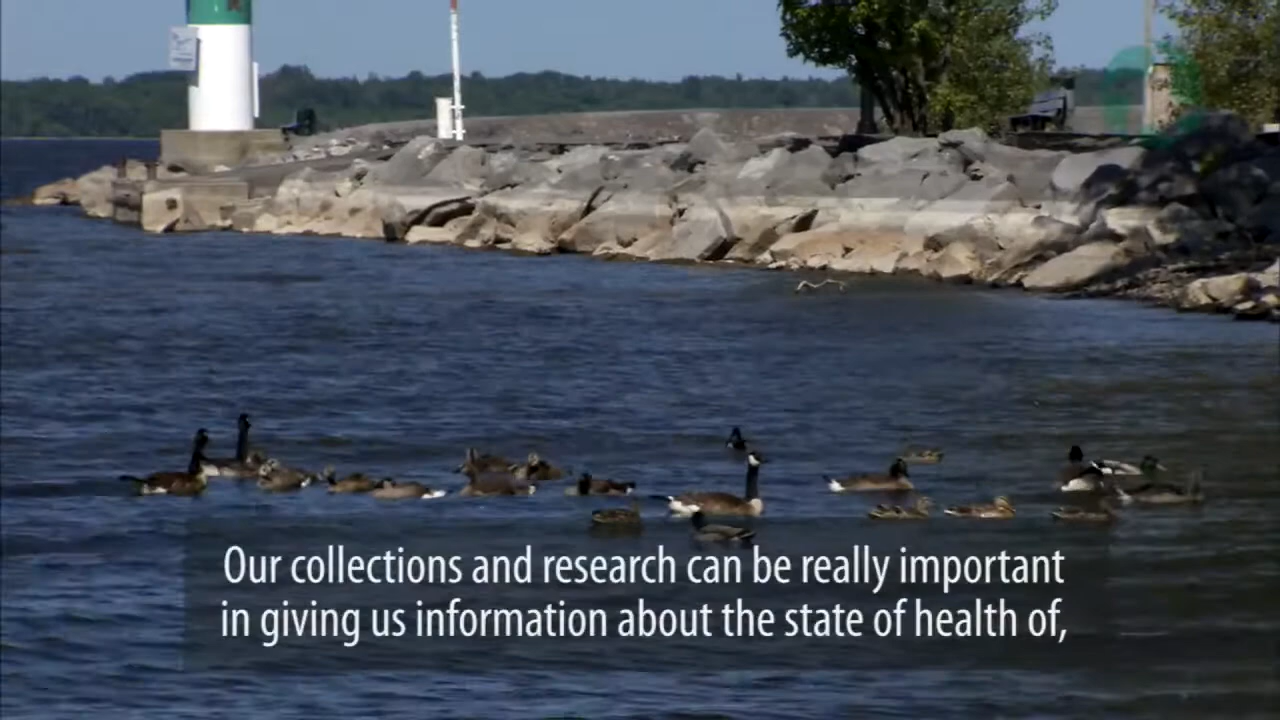 Our collections and research can be really important
in giving us information about the state of health of,